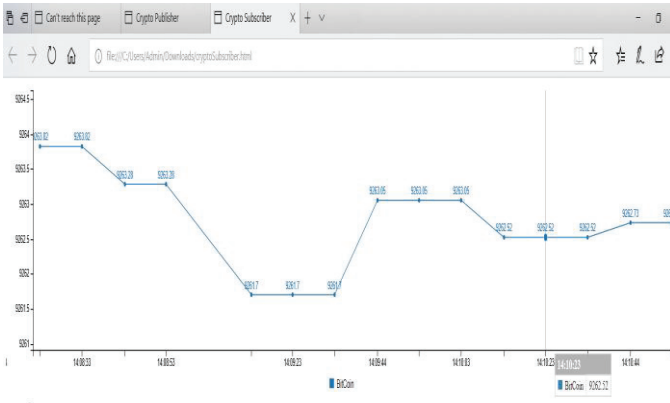 Can't reach this page Crypto Publisher Crypto Subscriber X + ∨
file:///C:/Users/Admin/Downloads/cryptoSubscriber.html
9264.5
9264
9263.5
9263
9262.5
9262
9261.5
9261
9263.82 9263.82
9263.28 9263.28
9261.7 9261.7 9261.7
9263.05 9263.05 9263.05
9262.52 9262.52 9262.52
9262.73
14:08:33 14:08:53 14:09:23 14:09:44 14:10:03 14:10:23 14:10:44
14:10:23
BitCoin 9262.52
BitCoin